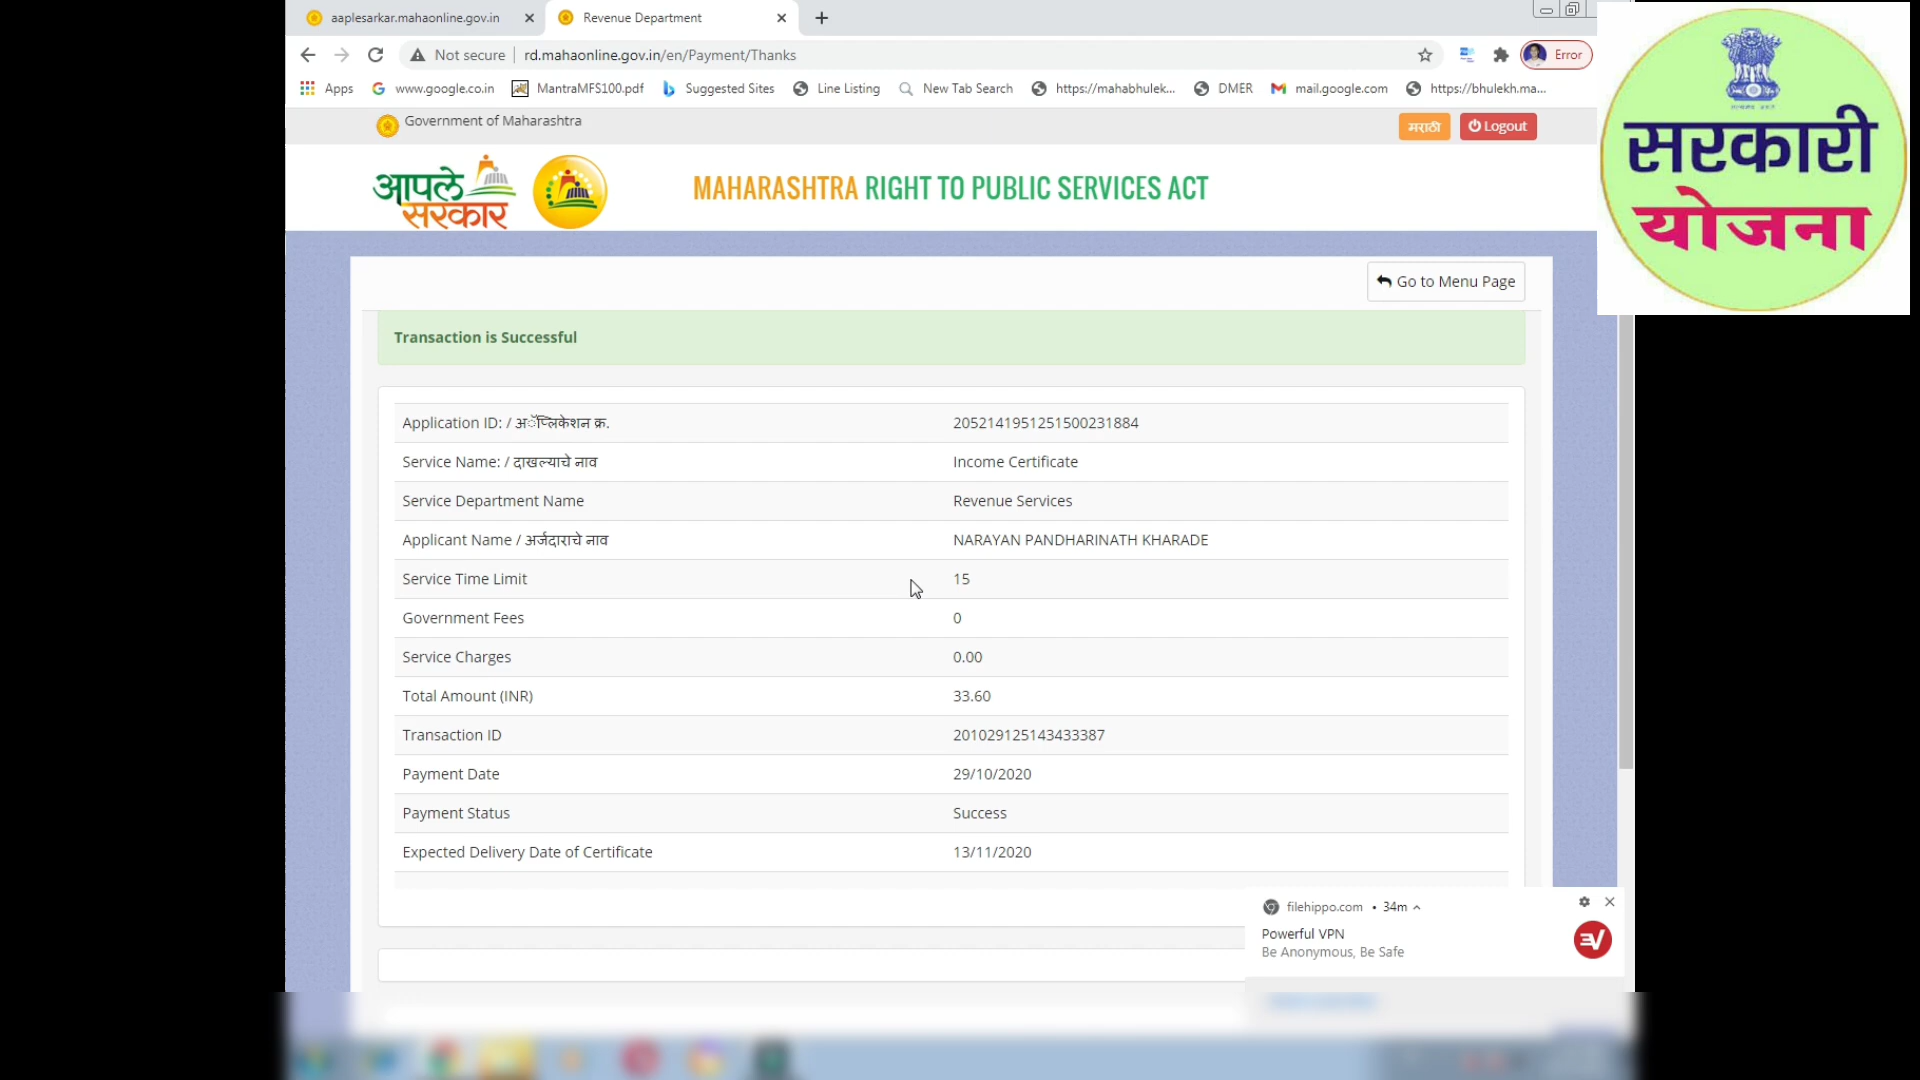 aaplesarkar.mahaonline.gov.in
Revenue Department
Not secure | rd.mahaonline.gov.in/en/Payment/Thanks
Error
Apps www.google.co.in MantraMFS100.pdf Suggested Sites Line Listing New Tab Search https://mahabhulek... DMER mail.google.com https://bhulekh.ma...
Government of Maharashtra
मराठी Logout
आपले सरकार
MAHARASHTRA RIGHT TO PUBLIC SERVICES ACT
सरकारी
योजना
Go to Menu Page
Transaction is Successful
Application ID: / अॅप्लिकेशन क्र. 2052141951251500231884
Service Name: / दाखल्याचे नाव Income Certificate
Service Department Name Revenue Services
Applicant Name / अर्जदाराचे नाव NARAYAN PANDHARINATH KHARADE
Service Time Limit 15
Government Fees 0
Service Charges 0.00
Total Amount (INR) 33.60
Transaction ID 201029125143433387
Payment Date 29/10/2020
Payment Status Success
Expected Delivery Date of Certificate 13/11/2020
filehippo.com • 34m
Powerful VPN
Be Anonymous, Be Safe